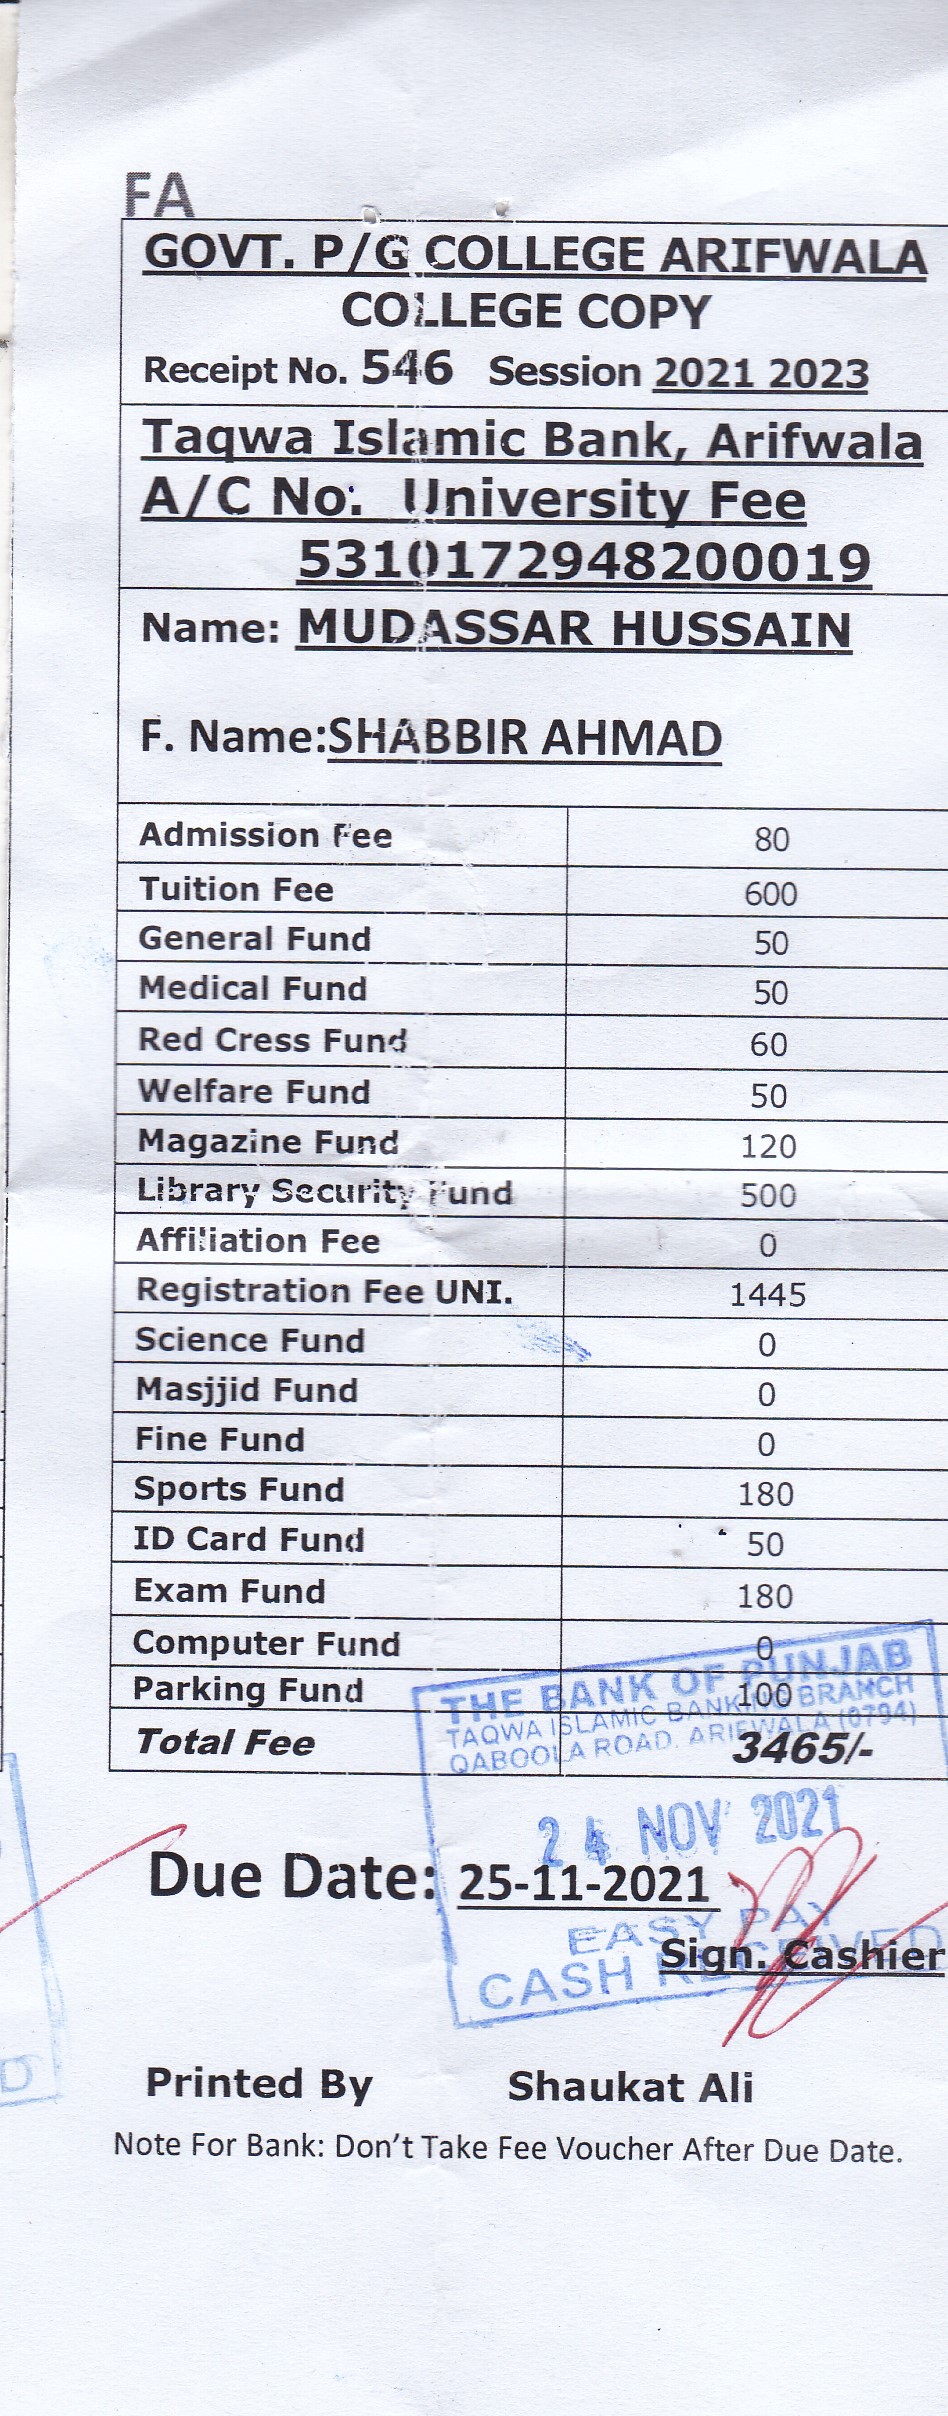 FA
GOVT. P/G COLLEGE ARIFWALA
COLLEGE COPY
Receipt No. 546 Session 2021 2023
Taqwa Islamic Bank, Arifwala
A/C No. University Fee
5310172948200019
Name: MUDASSAR HUSSAIN
F. Name:SHABBIR AHMAD
Admission Fee 80
Tuition Fee 600
General Fund 50
Medical Fund 50
Red Cress Fund 60
Welfare Fund 50
Magazine Fund 120
Library Security Fund 500
Affiliation Fee 0
Registration Fee UNI. 1445
Science Fund 0
Masjjid Fund 0
Fine Fund 0
Sports Fund 180
ID Card Fund 50
Exam Fund 180
Computer Fund 0
Parking Fund 100
Total Fee 3465/-
THE BANK OF PUNJAB
TAQWA ISLAMIC BANKING BRANCH
QABOOLA ROAD, ARIFWALA (0794)
24 NOV 2021
Due Date: 25-11-2021
EASY PAY
CASH RECEIVED
Sign. Cashier
D
Printed By Shaukat Ali
Note For Bank: Don't Take Fee Voucher After Due Date.